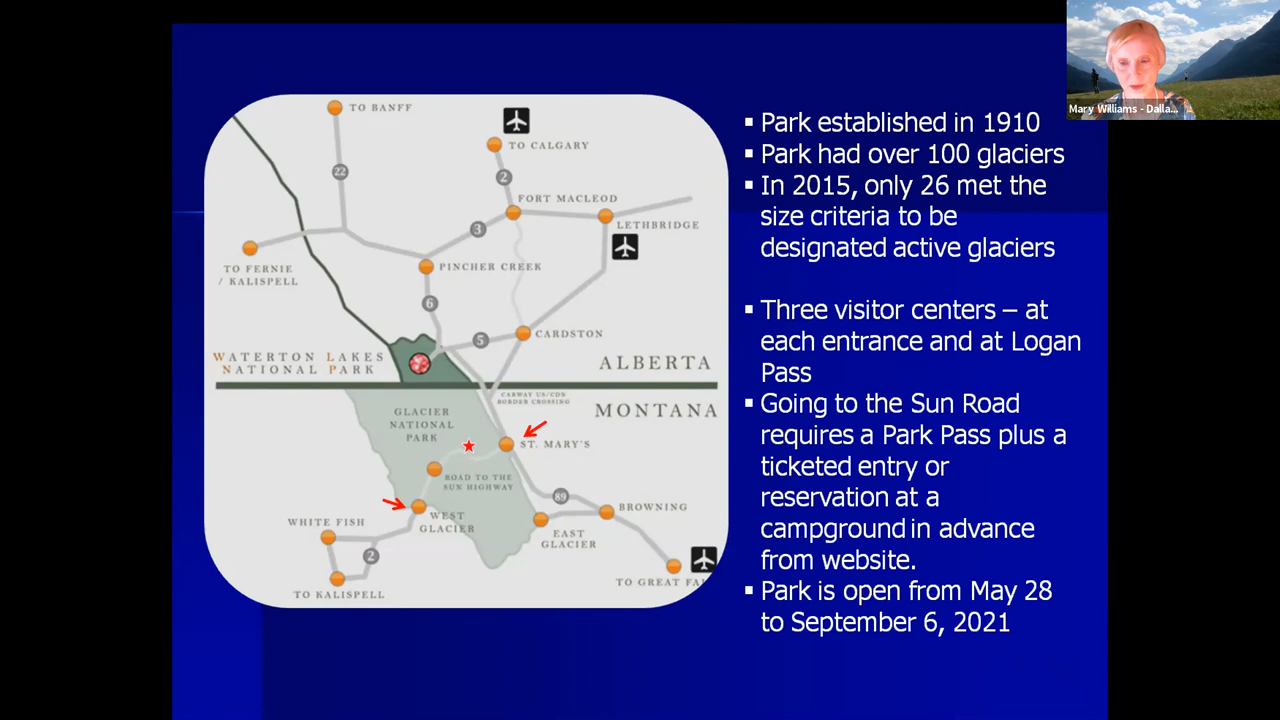 TO BANFF
TO CALGARY
22
2
FORT MACLEOD
3
LETHBRIDGE
TO FERNIE
/ KALISPELL
PINCHER CREEK
6
5
CARDSTON
WATERTON LAKES
NATIONAL PARK
ALBERTA
CARWAY US/CDN
BORDER CROSSING
MONTANA
GLACIER
NATIONAL
PARK
ST. MARY'S
ROAD TO THE
SUN HIGHWAY
89
BROWNING
WEST
GLACIER
WHITE FISH
EAST
GLACIER
2
TO KALISPELL
TO GREAT FA
▪ Park established in 1910
▪ Park had over 100 glaciers
▪ In 2015, only 26 met the
size criteria to be
designated active glaciers
▪ Three visitor centers – at
each entrance and at Logan
Pass
▪ Going to the Sun Road
requires a Park Pass plus a
ticketed entry or
reservation at a
campground in advance
from website.
▪ Park is open from May 28
to September 6, 2021
Mary Williams - Dalla...